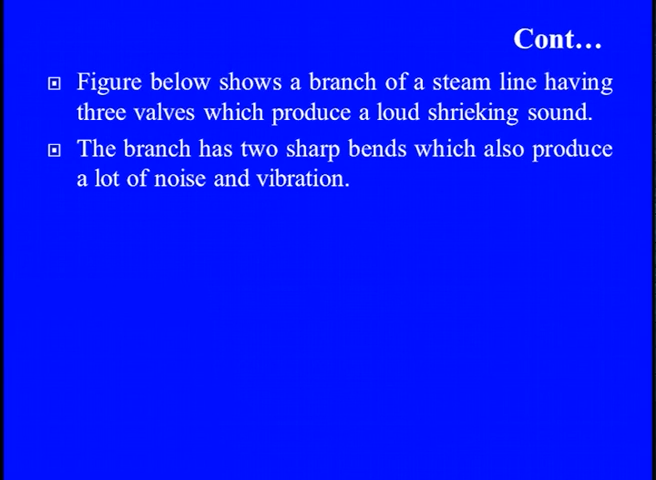 Cont…
Figure below shows a branch of a steam line having
three valves which produce a loud shrieking sound.
The branch has two sharp bends which also produce
a lot of noise and vibration.